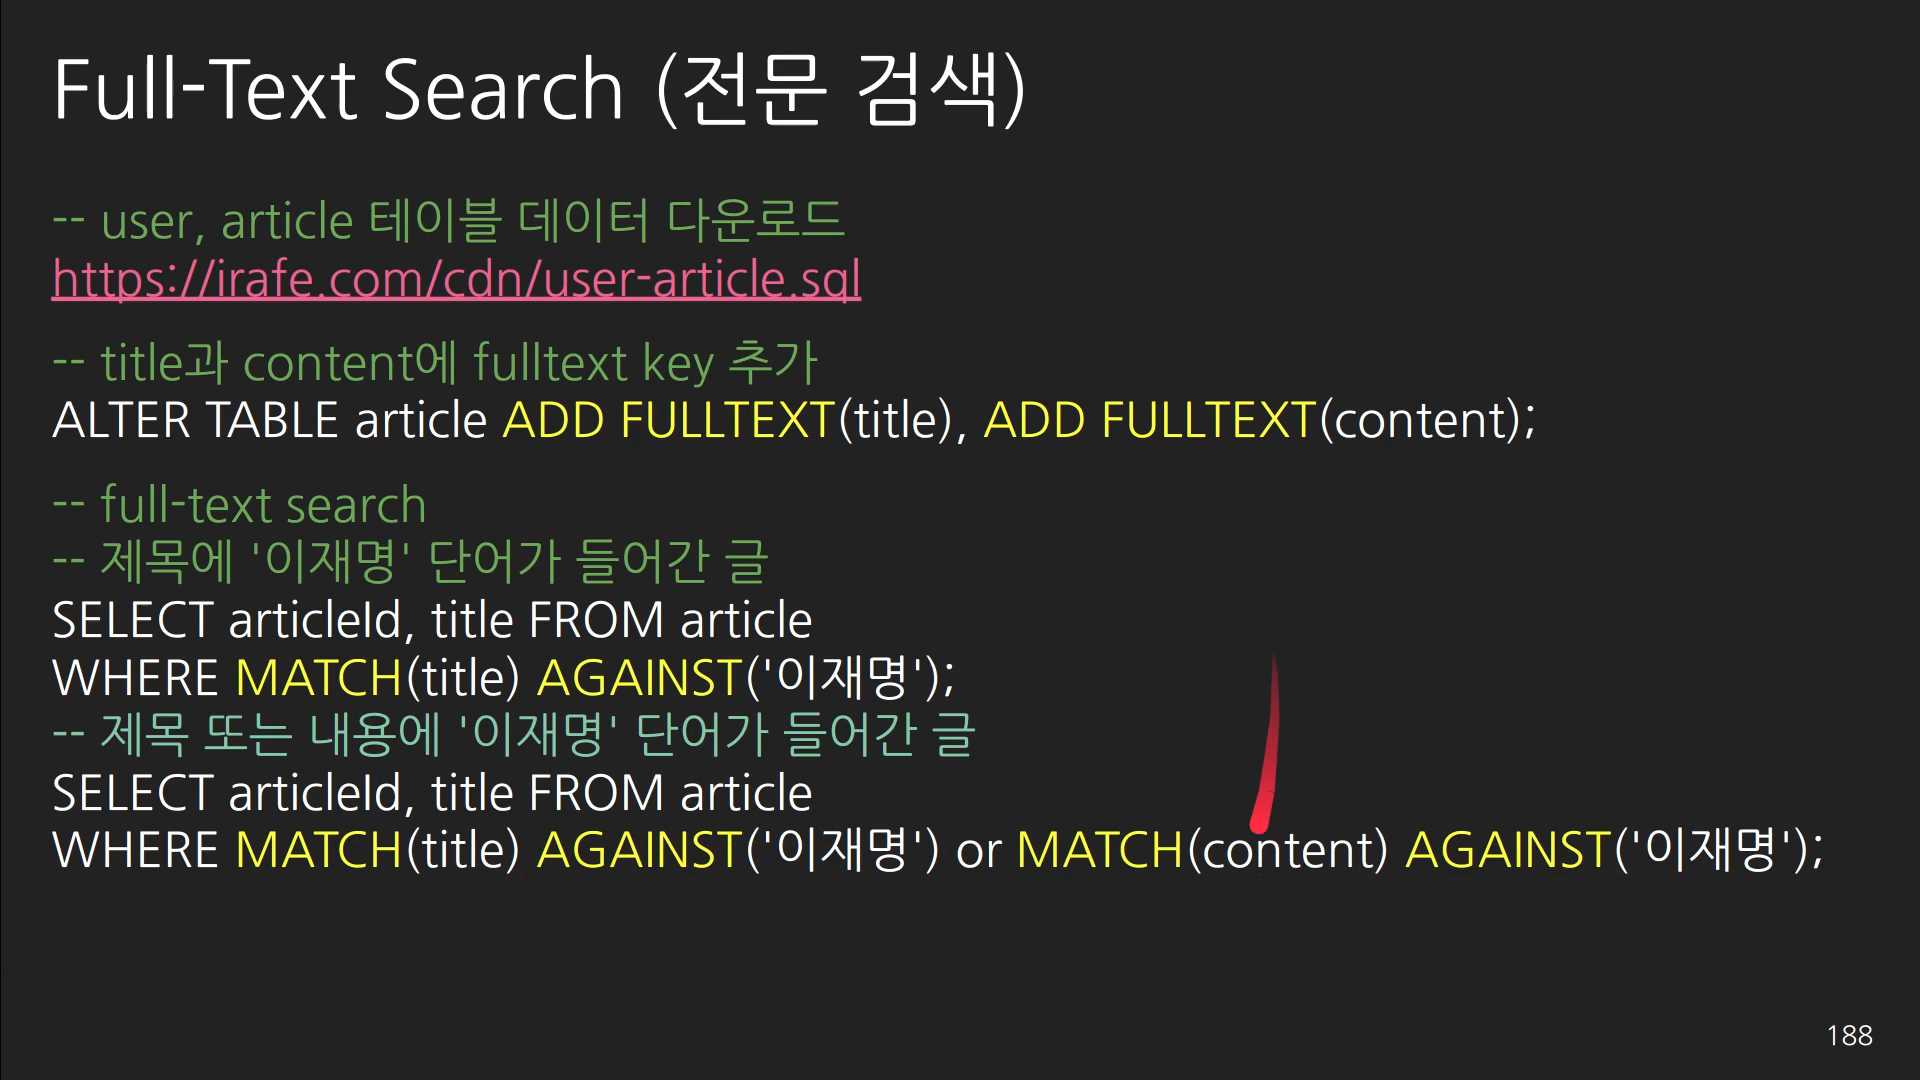 Full-Text Search (전문 검색)
-- user, article 테이블 데이터 다운로드
https://irafe.com/cdn/user-article.sql
-- title과 content에 fulltext key 추가
ALTER TABLE article ADD FULLTEXT(title), ADD FULLTEXT(content);
-- full-text search
-- 제목에 '이재명' 단어가 들어간 글
SELECT articleId, title FROM article
WHERE MATCH(title) AGAINST('이재명');
-- 제목 또는 내용에 '이재명' 단어가 들어간 글
SELECT articleId, title FROM article
WHERE MATCH(title) AGAINST('이재명') or MATCH(content) AGAINST('이재명');
188